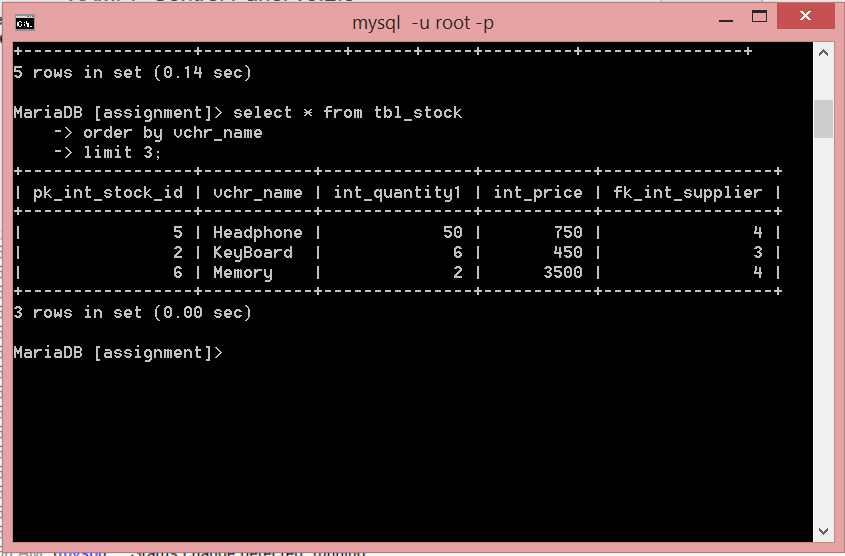 mysql -u root -p
+------------------+--------------+------+-----+---------+----------------+
5 rows in set (0.14 sec)
MariaDB [assignment]> select * from tbl_stock
    -> order by vchr_name
    -> limit 3;
+-----------------+-----------+---------------+-----------+-----------------+
| pk_int_stock_id | vchr_name | int_quantity1 | int_price | fk_int_supplier |
+-----------------+-----------+---------------+-----------+-----------------+
|               5 | Headphone |            50 |       750 |               4 |
|               2 | KeyBoard  |             6 |       450 |               3 |
|               6 | Memory    |             2 |      3500 |               4 |
+-----------------+-----------+---------------+-----------+-----------------+
3 rows in set (0.00 sec)
MariaDB [assignment]>